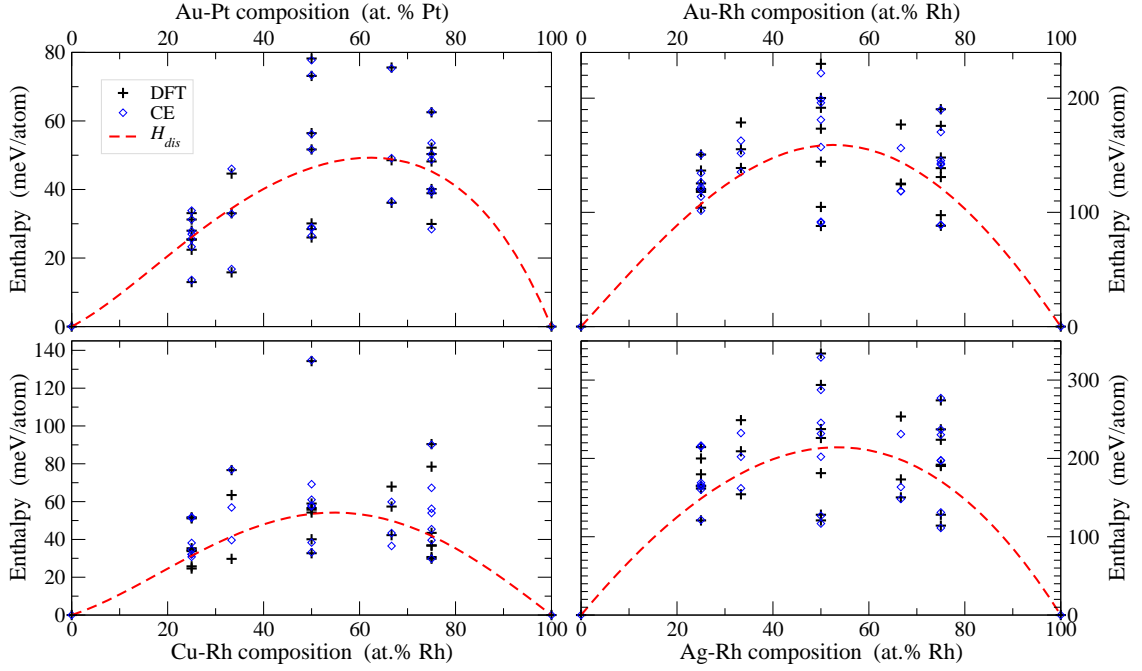 Au-Pt composition (at. % Pt)
Au-Rh composition (at.% Rh)
0 20 40 60 80 100
0 20 40 60 80 100
80
60
40
20
0
Enthalpy (meV/atom)
DFT
CE
H_dis
200
100
0
Enthalpy (meV/atom)
140
120
100
80
60
40
20
0
Enthalpy (meV/atom)
300
200
100
0
Enthalpy (meV/atom)
0 20 40 60 80 100
0 20 40 60 80 100
Cu-Rh composition (at.% Rh)
Ag-Rh composition (at.% Rh)